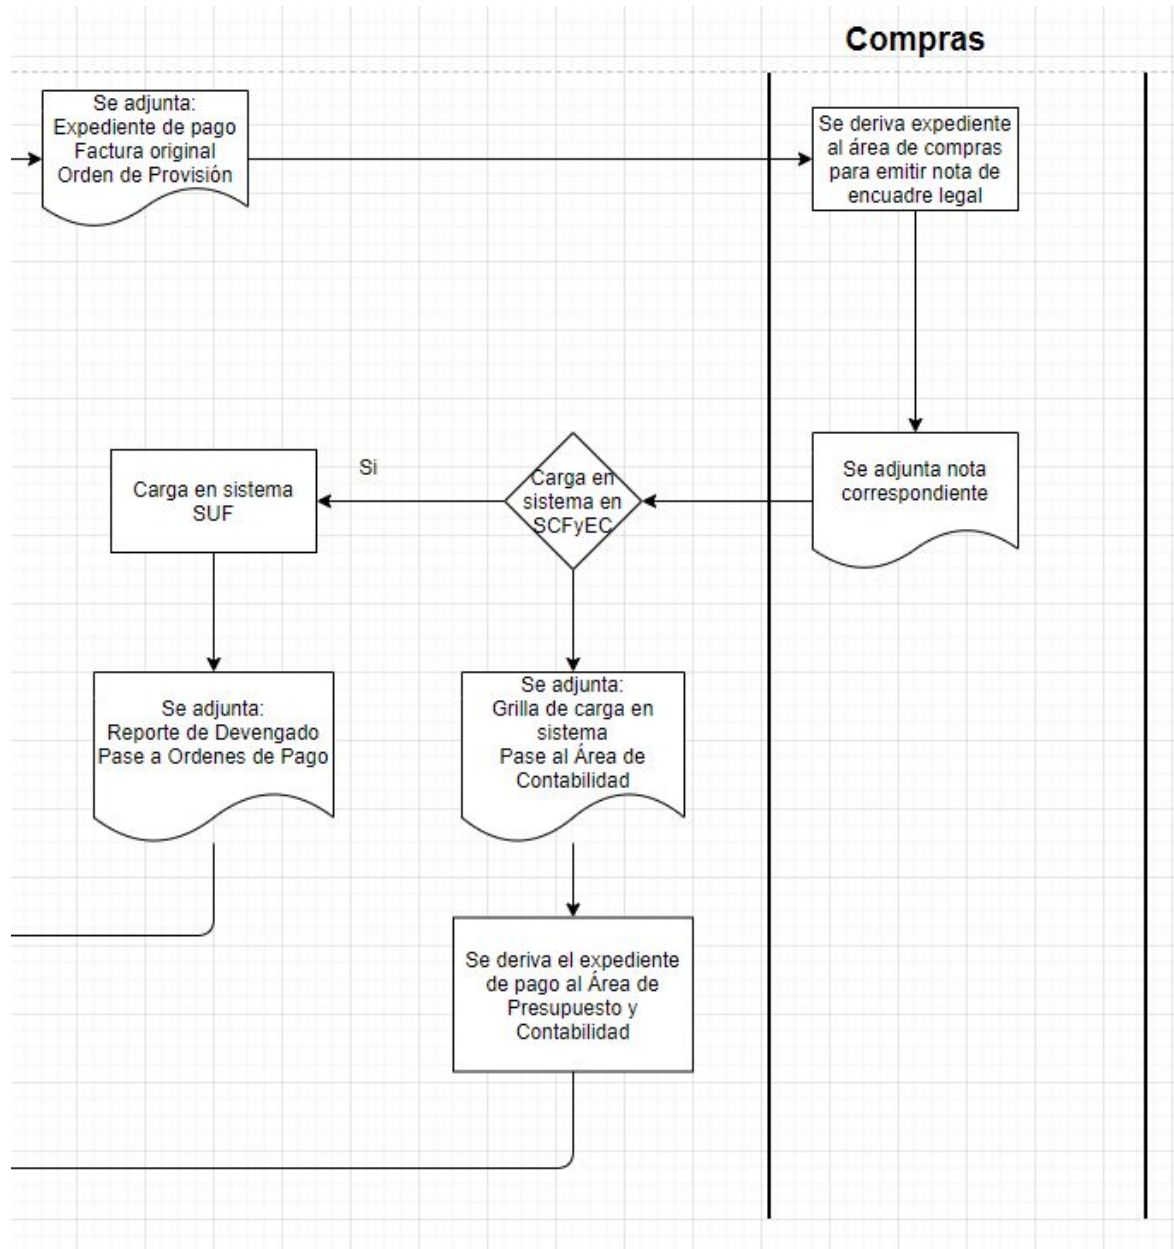 Compras
Se adjunta:
Expediente de pago
Factura original
Orden de Provisión
Se deriva expediente
al área de compras
para emitir nota de
encuadre legal
Carga en sistema
SUF
Si
Carga en
sistema en
SCFyEC
Se adjunta nota
correspondiente
Se adjunta:
Reporte de Devengado
Pase a Ordenes de Pago
Se adjunta:
Grilla de carga en
sistema
Pase al Área de
Contabilidad
Se deriva el expediente
de pago al Área de
Presupuesto y
Contabilidad